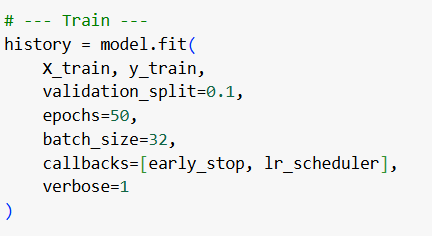 # --- Train ---
history = model.fit(
    X_train, y_train,
    validation_split=0.1,
    epochs=50,
    batch_size=32,
    callbacks=[early_stop, lr_scheduler],
    verbose=1
)